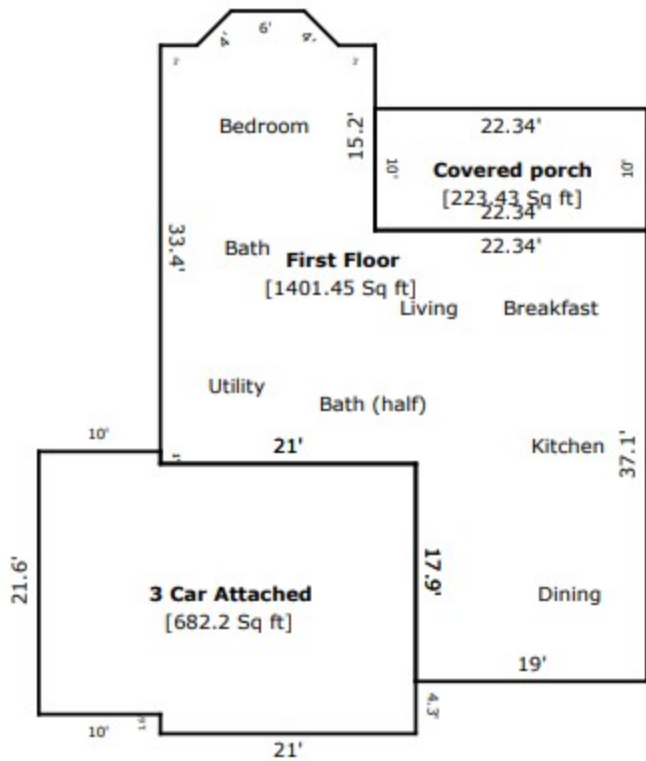 6'
4'
4'
Bedroom
15.2'
22.34'
10'
Covered porch
10'
[223.43 Sq ft]
22.34'
22.34'
33.4'
Bath
First Floor
[1401.45 Sq ft]
Living
Breakfast
Utility
Bath (half)
10'
21'
Kitchen
37.1'
21.6'
17.9'
3 Car Attached
[682.2 Sq ft]
Dining
19'
4.3'
10'
21'